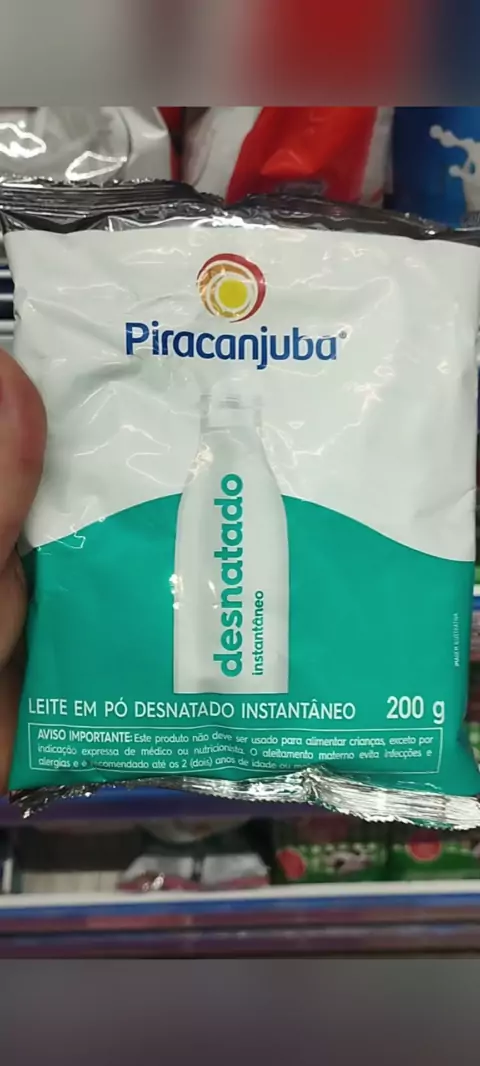 Piracanjuba®
desnatado
instantâneo
IMAGEM ILUSTRATIVA
LEITE EM PÓ DESNATADO INSTANTÂNEO 200 g
AVISO IMPORTANTE: Este produto não deve ser usado para alimentar crianças, exceto por
indicação expressa de médico ou nutricionista. O aleitamento materno evita infecções e
alergias e é recomendado até os 2 (dois) anos de idade ou